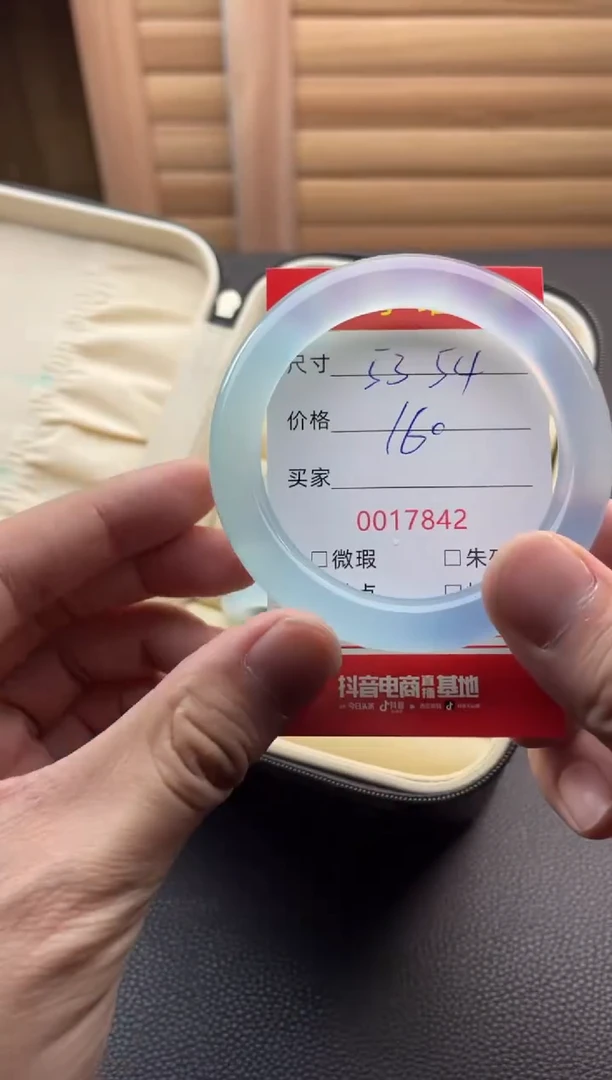 尺寸 53 54
价格 160
买家
0017842
□微瑕 □朱
点
抖音电商直播基地